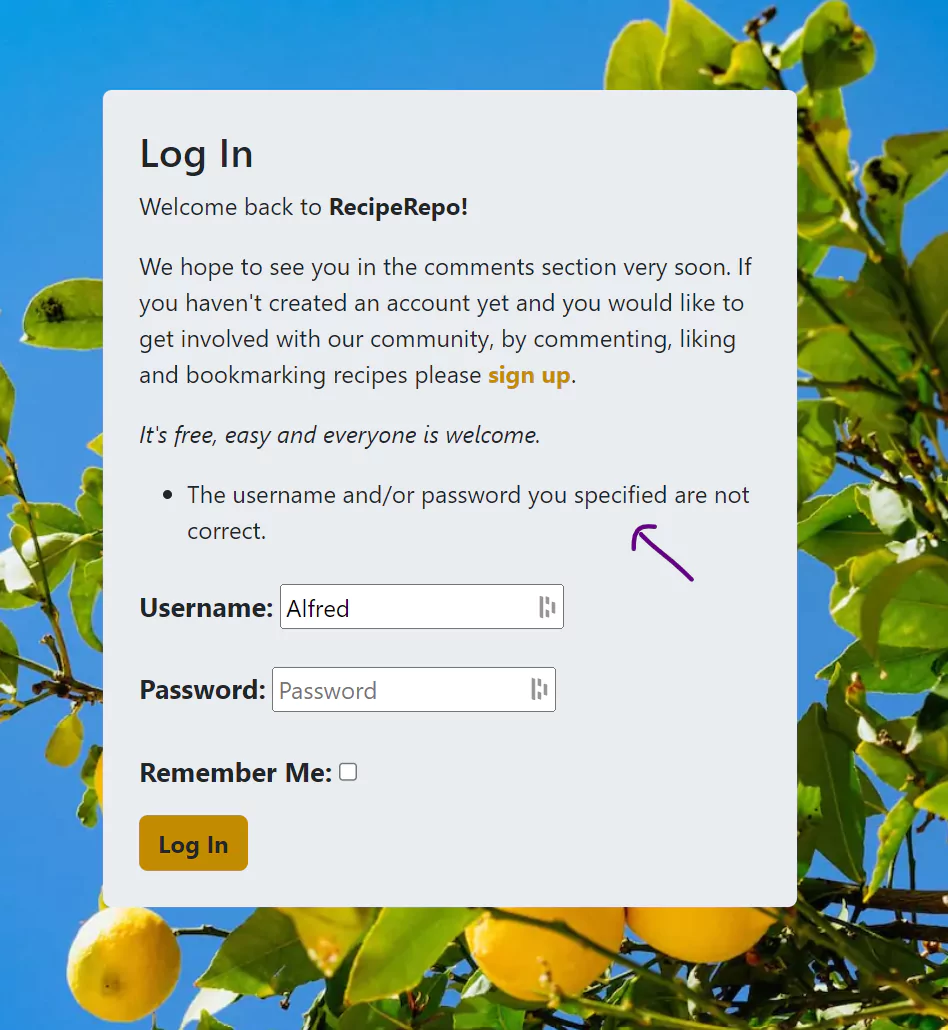 Log In
Welcome back to RecipeRepo!
We hope to see you in the comments section very soon. If
you haven't created an account yet and you would like to
get involved with our community, by commenting, liking
and bookmarking recipes please sign up.
It's free, easy and everyone is welcome.
• The username and/or password you specified are not
correct.
Username: Alfred
Password: Password
Remember Me:
Log In